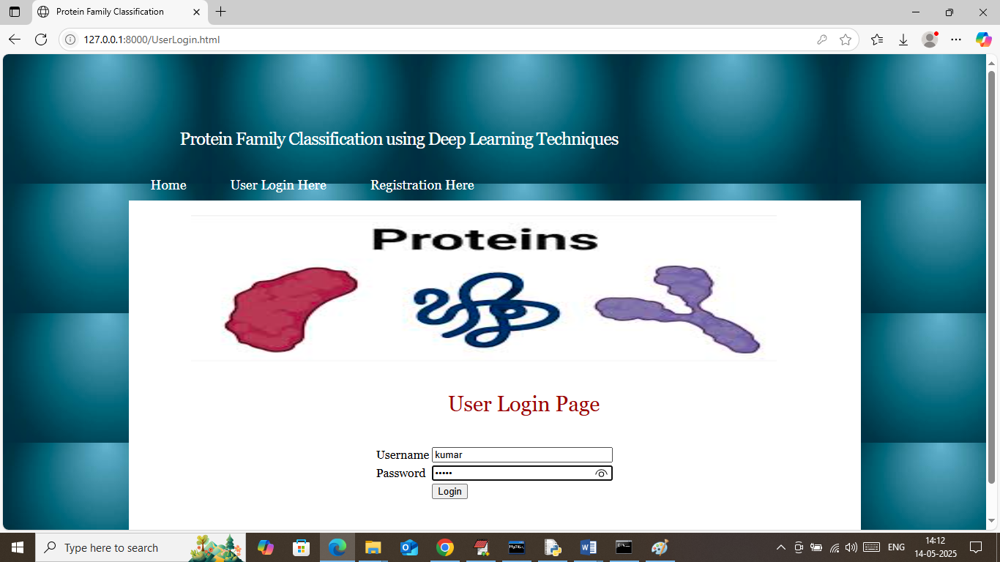 Protein Family Classification
127.0.0.1:8000/UserLogin.html
Protein Family Classification using Deep Learning Techniques
Home User Login Here Registration Here
Proteins
User Login Page
Username kumar
Password •••••
Login
Type here to search
ENG
14:12
14-05-2025